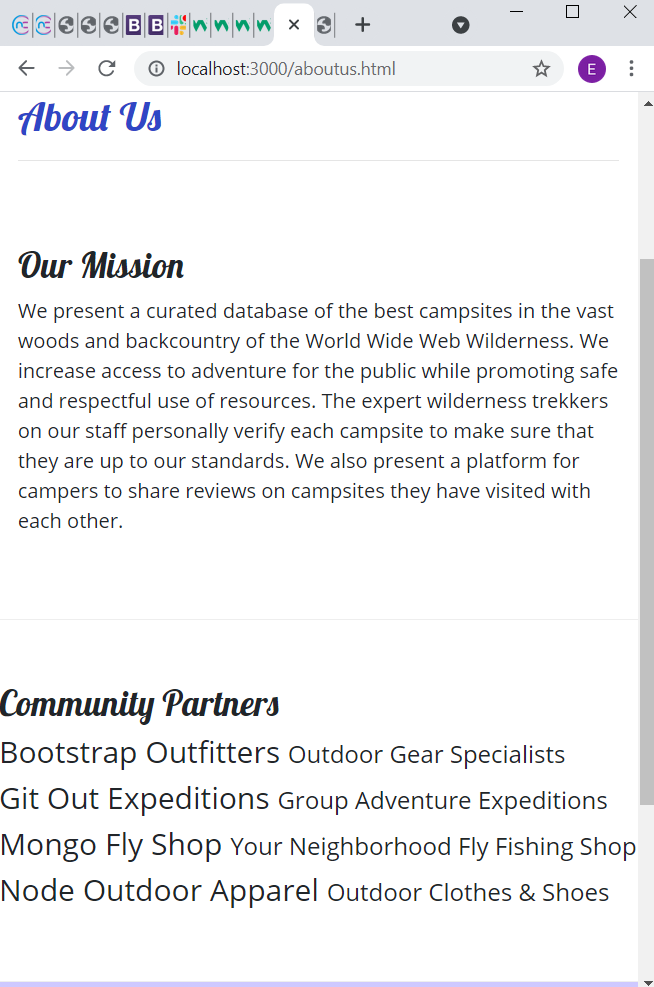 B B
localhost:3000/aboutus.html
E
About Us
Our Mission
We present a curated database of the best campsites in the vast
woods and backcountry of the World Wide Web Wilderness. We
increase access to adventure for the public while promoting safe
and respectful use of resources. The expert wilderness trekkers
on our staff personally verify each campsite to make sure that
they are up to our standards. We also present a platform for
campers to share reviews on campsites they have visited with
each other.
Community Partners
Bootstrap Outfitters Outdoor Gear Specialists
Git Out Expeditions Group Adventure Expeditions
Mongo Fly Shop Your Neighborhood Fly Fishing Shop
Node Outdoor Apparel Outdoor Clothes & Shoes